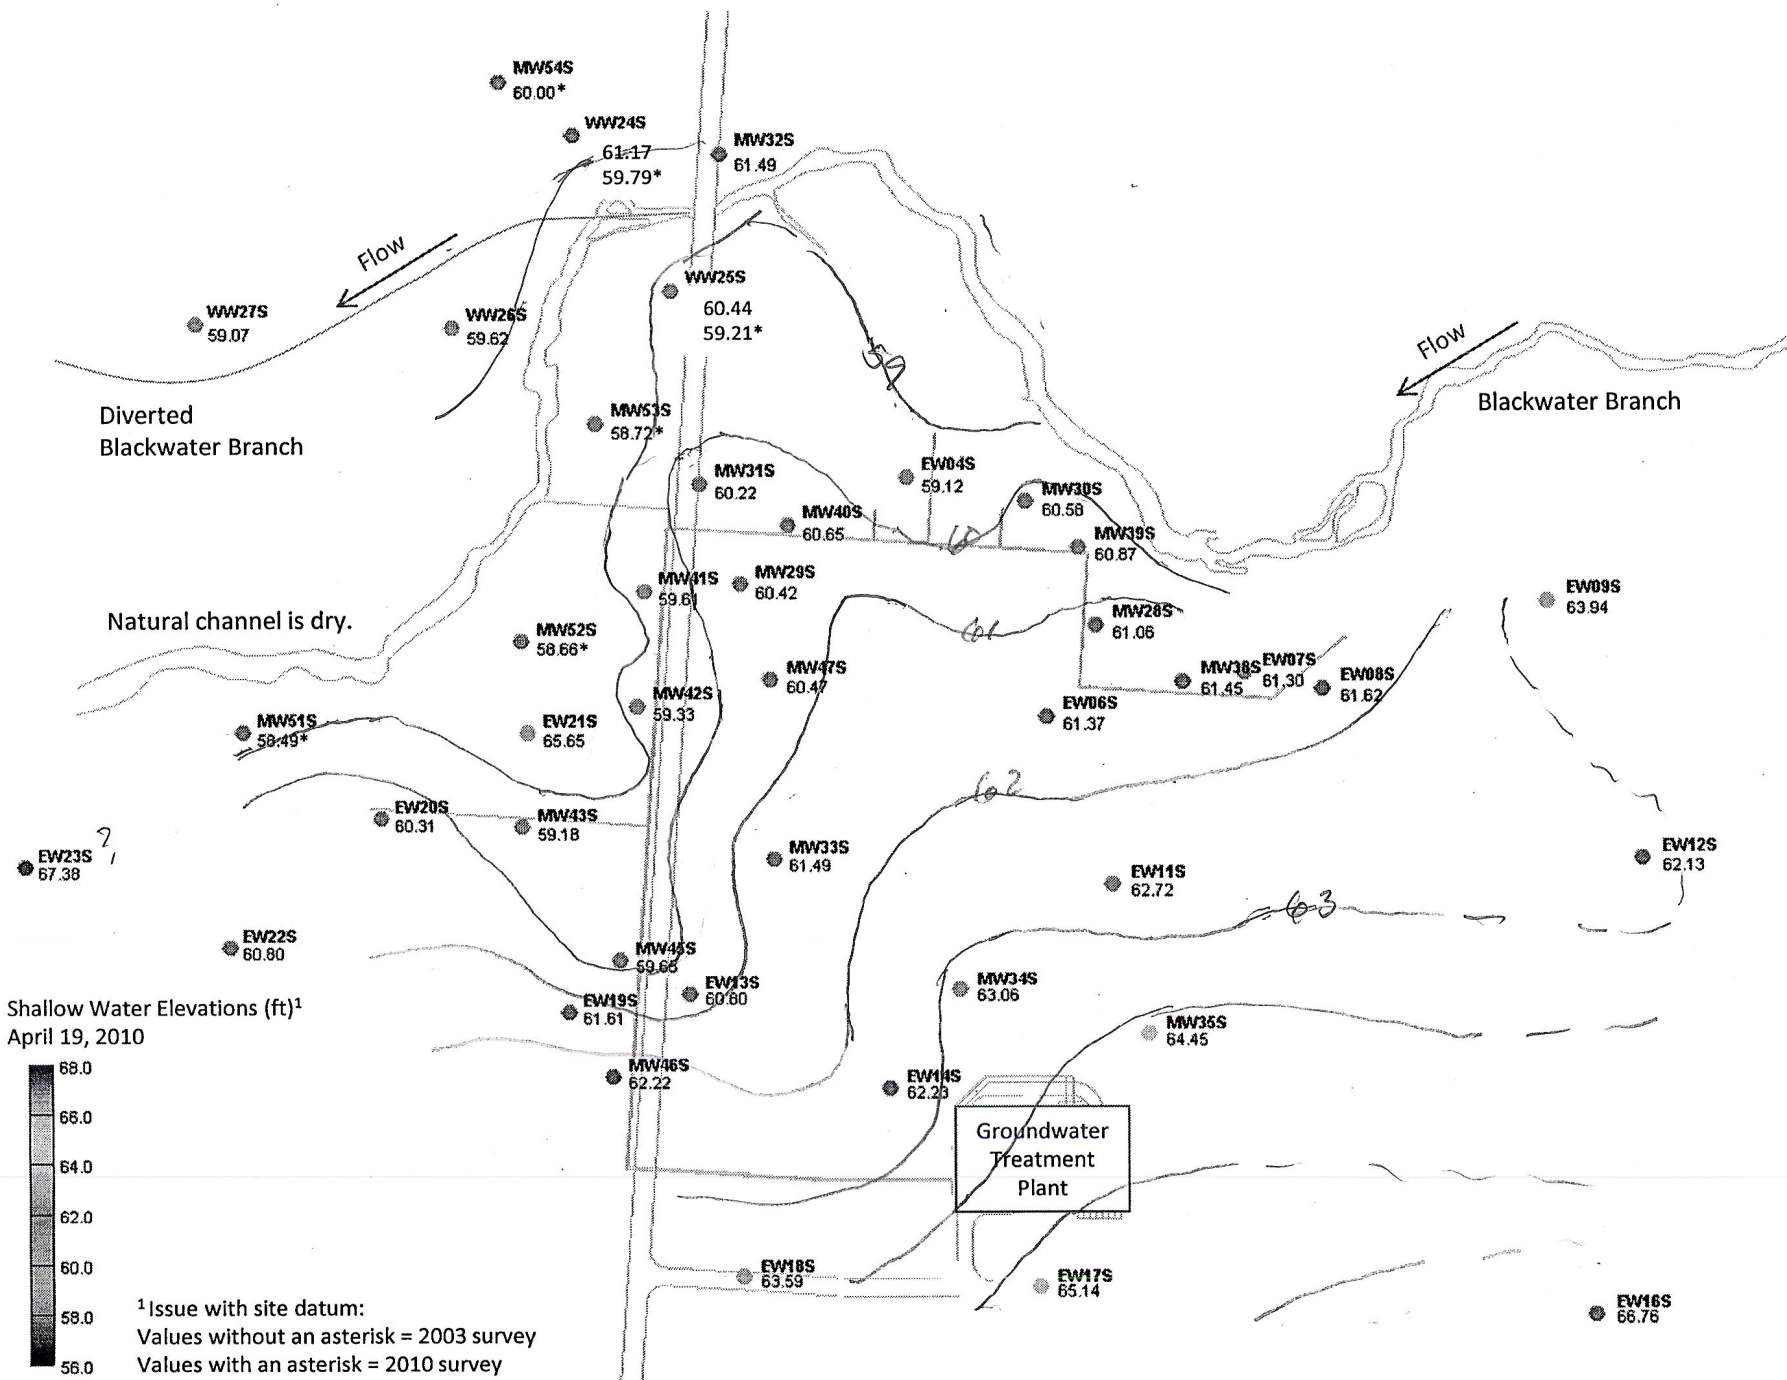 MW54S
60.00*
WW24S
61.17
59.79*
MW32S
61.49
Flow
WW25S
60.44
59.21*
WW27S
59.07
WW26S
59.62
59
Flow
Diverted
Blackwater Branch
Blackwater Branch
MW53S
58.72*
MW31S
60.22
EW04S
59.12
MW30S
60.58
MW40S
60.65
60
MW39S
60.87
MW41S
59.61
MW29S
60.42
EW09S
63.94
Natural channel is dry.
MW52S
58.66*
61
MW28S
61.06
MW47S
60.47
MW38S
61.45
EW07S
61.30
EW08S
61.62
MW42S
59.33
EW06S
61.37
MW51S
58.49*
EW21S
65.65
62
EW20S
60.31
MW43S
59.18
EW23S
67.38
?
MW33S
61.49
EW11S
62.72
EW12S
62.13
63
EW22S
60.80
MW45S
59.65
EW13S
60.80
MW34S
63.06
EW19S
61.61
Shallow Water Elevations (ft)¹
April 19, 2010
MW35S
64.45
MW46S
62.22
EW14S
62.23
68.0
66.0
64.0
62.0
60.0
58.0
56.0
Groundwater
Treatment
Plant
EW18S
63.59
EW17S
65.14
EW16S
66.76
¹ Issue with site datum:
Values without an asterisk = 2003 survey
Values with an asterisk = 2010 survey